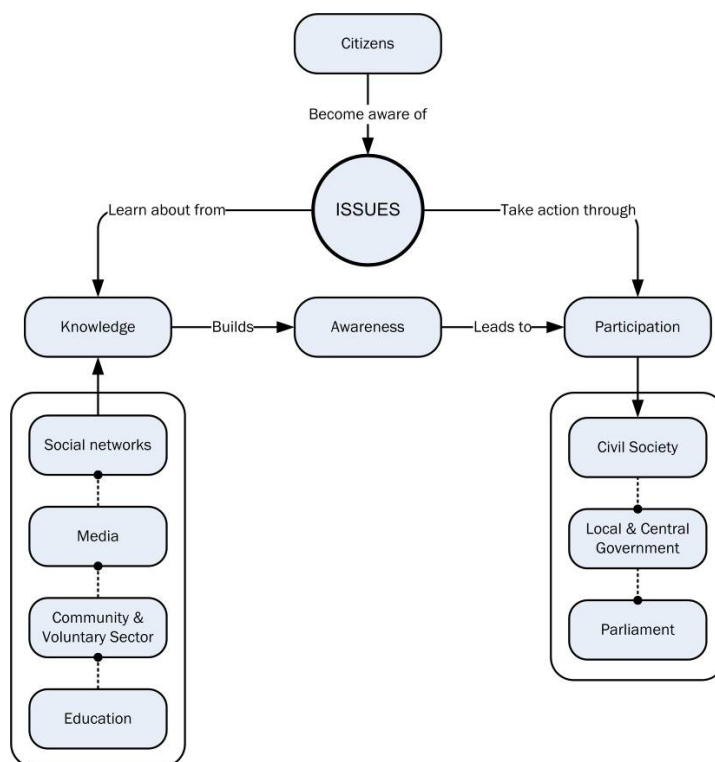 Citizens
Become aware of
ISSUES
Learn about from
Take action through
Knowledge
Builds
Awareness
Leads to
Participation
Social networks
Media
Community &
Voluntary Sector
Education
Civil Society
Local & Central
Government
Parliament